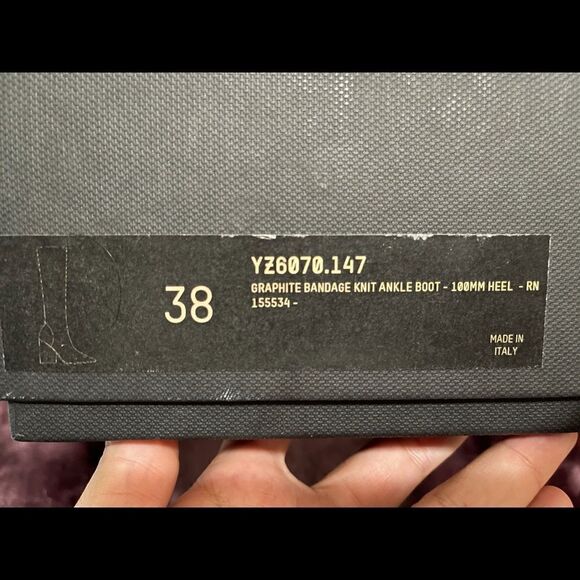 38
YZ6070.147
GRAPHITE BANDAGE KNIT ANKLE BOOT - 100MM HEEL - RN
155534 -
MADE IN
ITALY